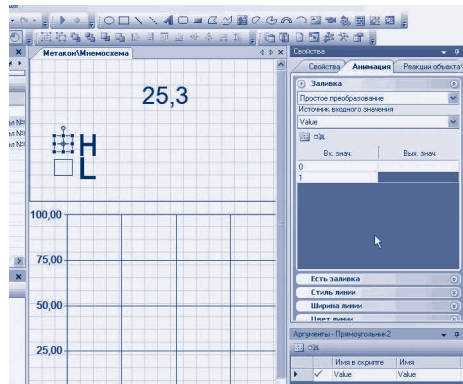 Метакон\Мнемосхема
25,3
H
L
100,00
75,00
50,00
25,00
Свойства
Свойства Анимация Реакции объекта
Заливка
Простое преобразование
Источник входного значения
Value
Вх. знач. Вых. знач.
0
1
Есть заливка
Стиль линии
Ширина линии
Цвет линии
Аргументы - Прямоугольник2
Имя в скрипте Имя
Value Value